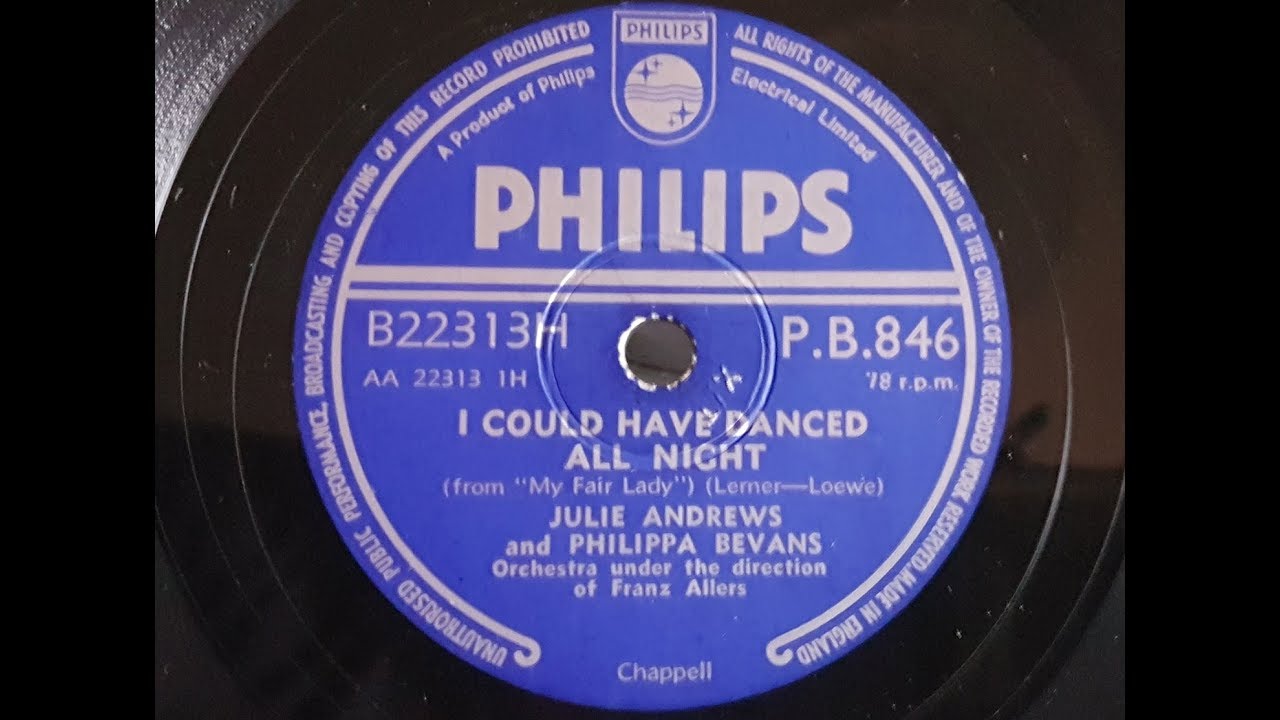 UNAUTHORISED PUBLIC PERFORMANCE, BROADCASTING AND COPYING OF THIS RECORD PROHIBITED
ALL RIGHTS OF THE MANUFACTURER AND OF THE OWNER OF THE RECORDED WORK RESERVED. MADE IN ENGLAND
A Product of Philips Electrical Limited
PHILIPS
PHILIPS
B22313H P.B.846
AA 22313 1H 78 r.p.m.
I COULD HAVE DANCED
ALL NIGHT
(from "My Fair Lady") (Lerner—Loewe)
JULIE ANDREWS
and PHILIPPA BEVANS
Orchestra under the direction
of Franz Allers
Chappell